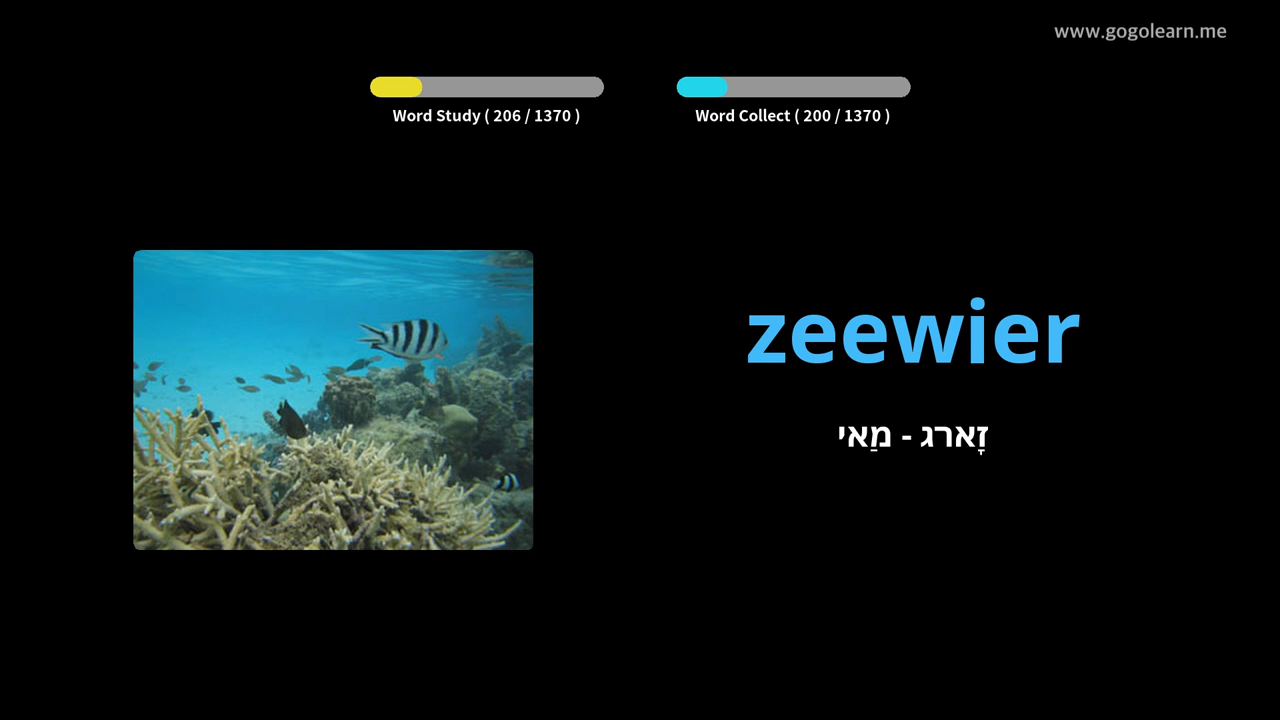 www.gogolearn.me
Word Study ( 206 / 1370 )
Word Collect ( 200 / 1370 )
zeewier
זָארג - מַאי